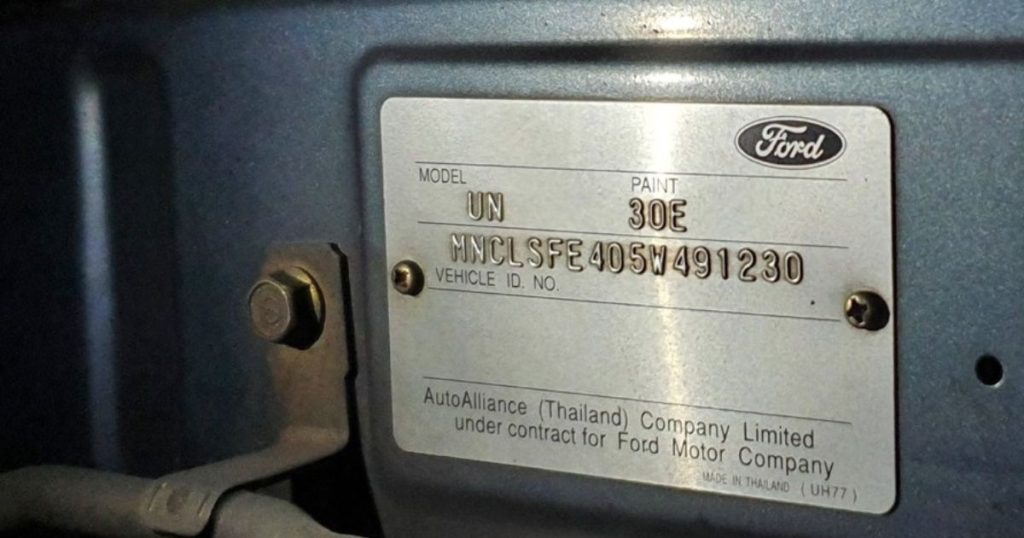 Ford
MODEL PAINT
UN 30E
MNCLSFE405W491230
VEHICLE ID. NO.
AutoAlliance (Thailand) Company Limited
under contract for Ford Motor Company
MADE IN THAILAND (UH77)